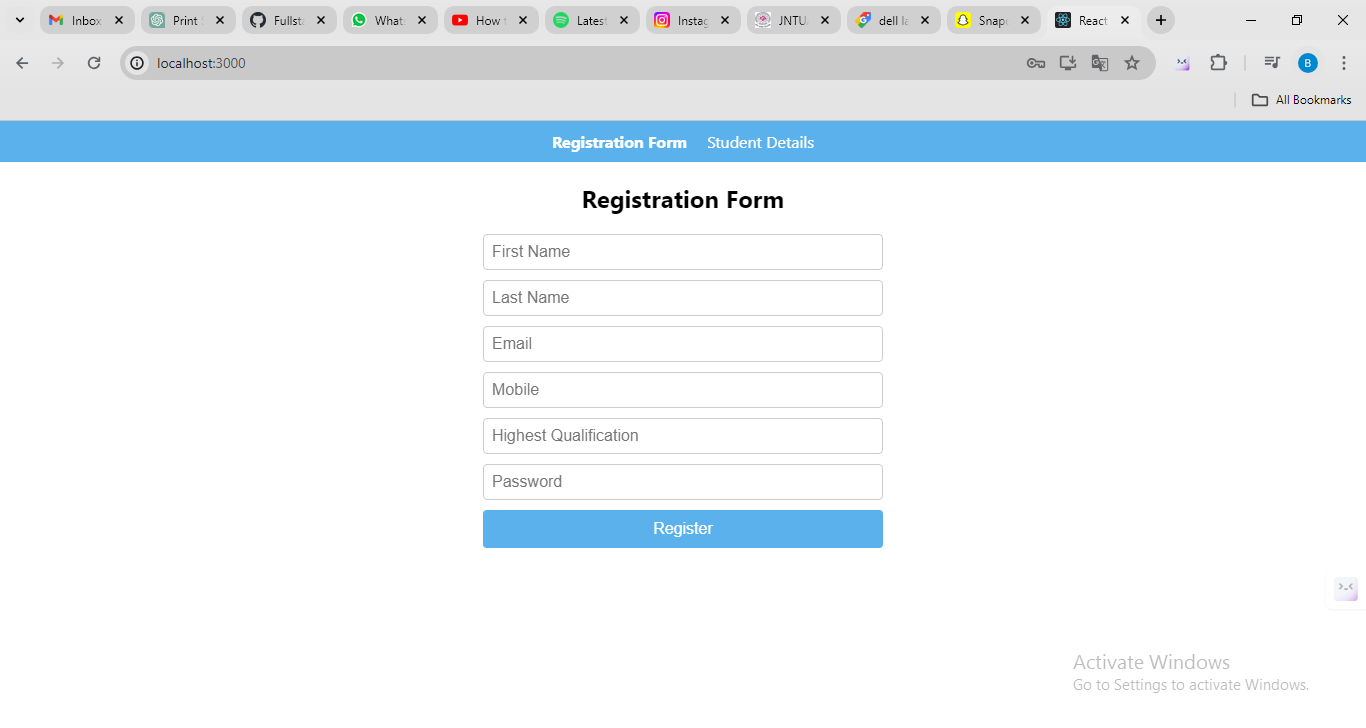 Inbox Print Fullst What Latest Instag JNTU dell la Snap React
localhost:3000
B
All Bookmarks
Registration Form Student Details
Registration Form
First Name
Last Name
Email
Mobile
Highest Qualification
Password
Register
Activate Windows
Go to Settings to activate Windows.